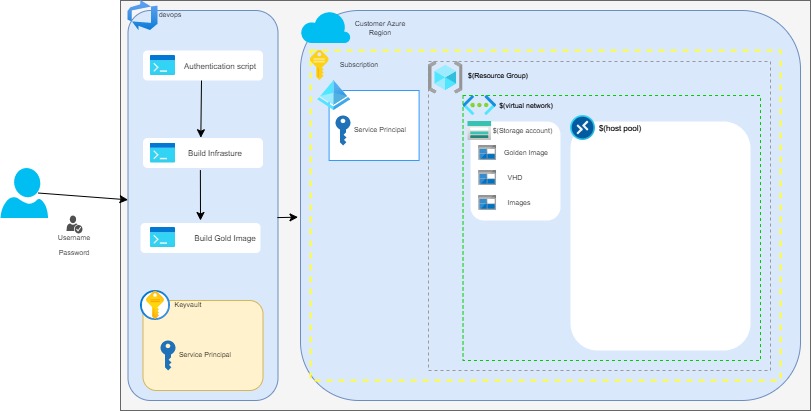 devops
Authentication script
Build Infrasture
Build Gold Image
Keyvault
Service Principal
Username
Password
Customer Azure
Region
Subscription
Service Principal
$(Resource Group)
$(virtual network)
$(Storage account)
Golden Image
VHD
Images
$(host pool)